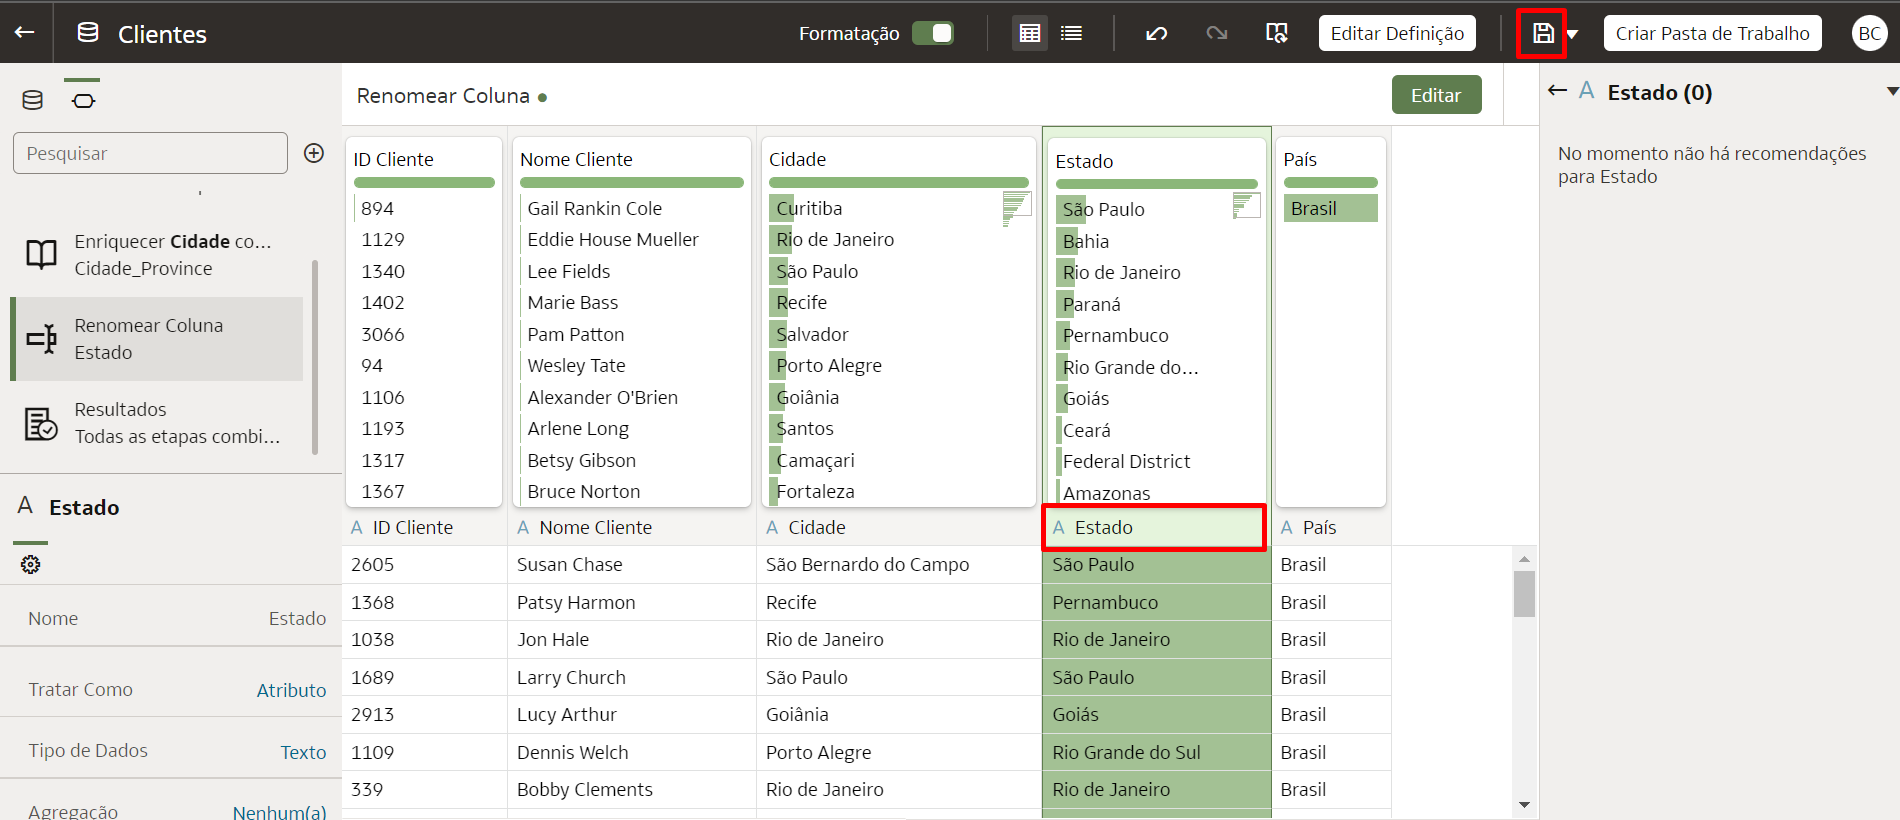 Clientes
Formatação
Editar Definição
Criar Pasta de Trabalho
BC
Pesquisar
Enriquecer Cidade co...
Cidade_Province
Renomear Coluna
Estado
Resultados
Todas as etapas combi...
A Estado
Nome Estado
Tratar Como Atributo
Tipo de Dados Texto
Agregação Nenhum(a)
Renomear Coluna
Editar
ID Cliente
894
1129
1340
1402
3066
94
1106
1193
1317
1367
Nome Cliente
Gail Rankin Cole
Eddie House Mueller
Lee Fields
Marie Bass
Pam Patton
Wesley Tate
Alexander O'Brien
Arlene Long
Betsy Gibson
Bruce Norton
Cidade
Curitiba
Rio de Janeiro
São Paulo
Recife
Salvador
Porto Alegre
Goiânia
Santos
Camaçari
Fortaleza
Estado
São Paulo
Bahia
Rio de Janeiro
Paraná
Pernambuco
Rio Grande do...
Goiás
Ceará
Federal District
Amazonas
País
Brasil
A ID Cliente A Nome Cliente A Cidade A Estado A País
2605 Susan Chase São Bernardo do Campo São Paulo Brasil
1368 Patsy Harmon Recife Pernambuco Brasil
1038 Jon Hale Rio de Janeiro Rio de Janeiro Brasil
1689 Larry Church São Paulo São Paulo Brasil
2913 Lucy Arthur Goiânia Goiás Brasil
1109 Dennis Welch Porto Alegre Rio Grande do Sul Brasil
339 Bobby Clements Rio de Janeiro Rio de Janeiro Brasil
A Estado (0)
No momento não há recomendações
para Estado